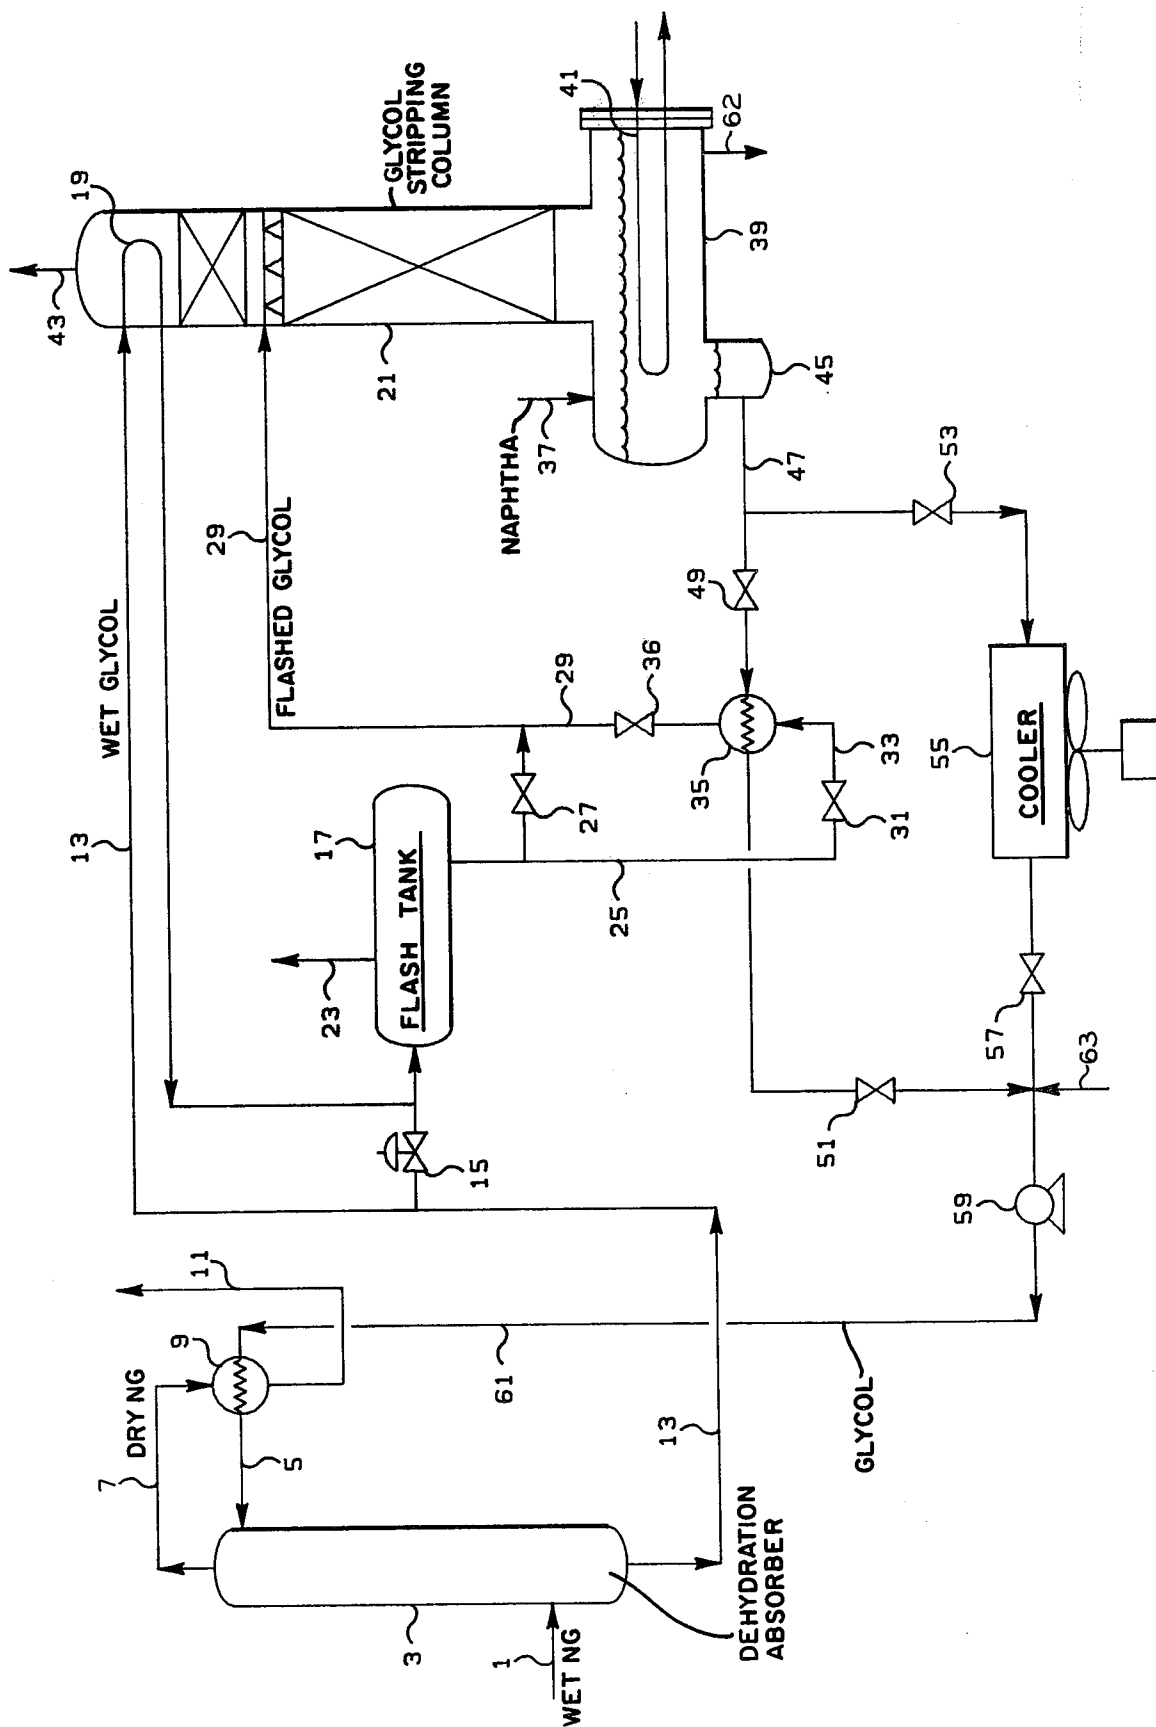 43
19
GLYCOL
STRIPPING
COLUMN
41
62
39
45
21
NAPHTHA
37
47
53
WET GLYCOL
13
29
FLASHED GLYCOL
49
29
36
35
33
31
27
25
17
FLASH TANK
23
15
55
COOLER
57
63
51
59
11
9
DRY NG
7
5
61
13
GLYCOL
3
1
WET NG
DEHYDRATION
ABSORBER